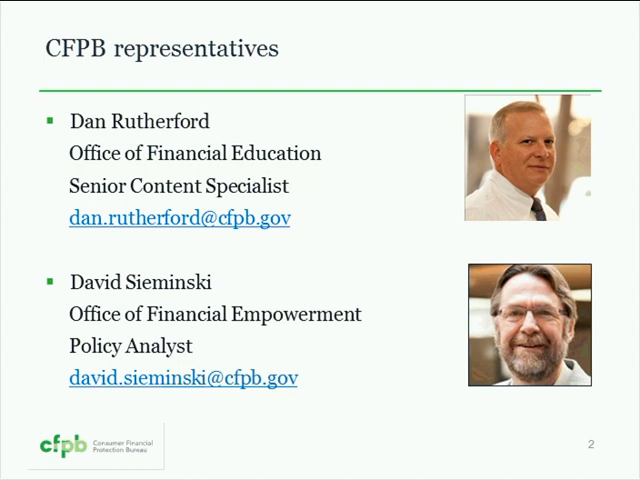 CFPB representatives
▪ Dan Rutherford
Office of Financial Education
Senior Content Specialist
dan.rutherford@cfpb.gov
▪ David Sieminski
Office of Financial Empowerment
Policy Analyst
david.sieminski@cfpb.gov
cfpb Consumer Financial
Protection Bureau
2